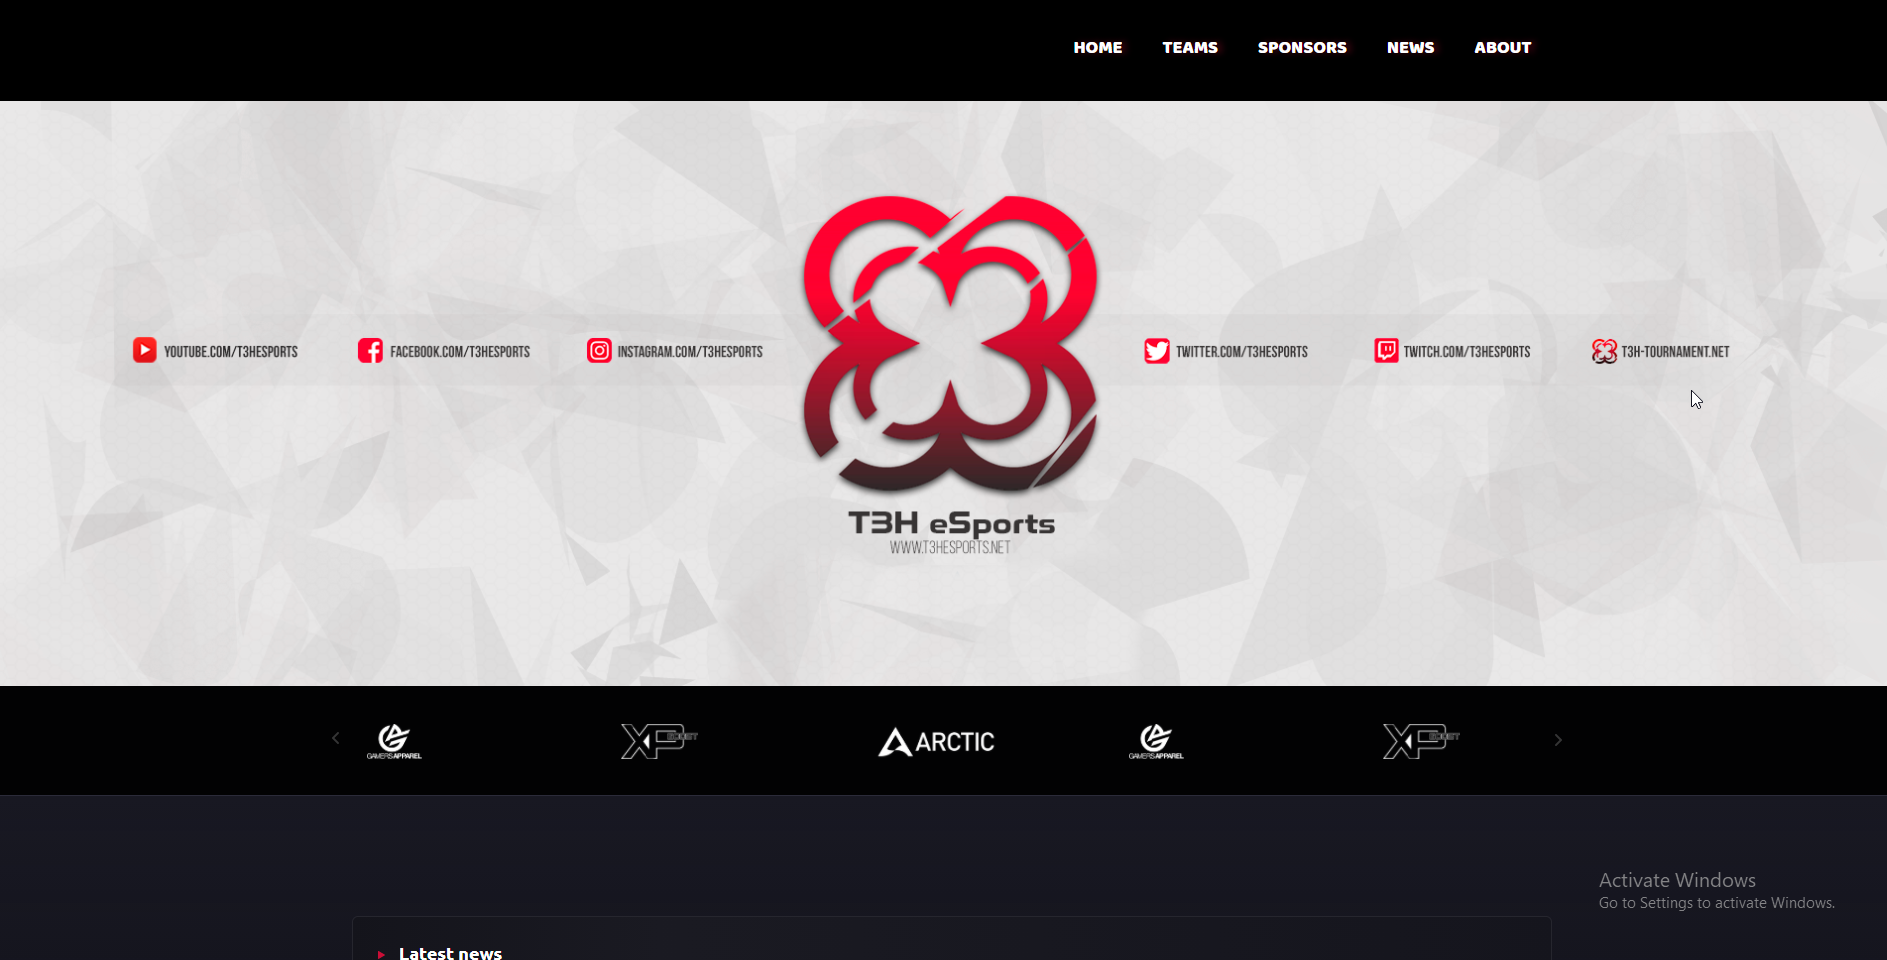 HOME TEAMS SPONSORS NEWS ABOUT
YOUTUBE.COM/T3HESPORTS FACEBOOK.COM/T3HESPORTS INSTAGRAM.COM/T3HESPORTS TWITTER.COM/T3HESPORTS TWITCH.COM/T3HESPORTS T3H-TOURNAMENT.NET
T3H eSports
WWW.T3HESPORTS.NET
GAMERSAPPAREL XP ARCTIC GAMERSAPPAREL XP
Activate Windows
Go to Settings to activate Windows.
Latest news